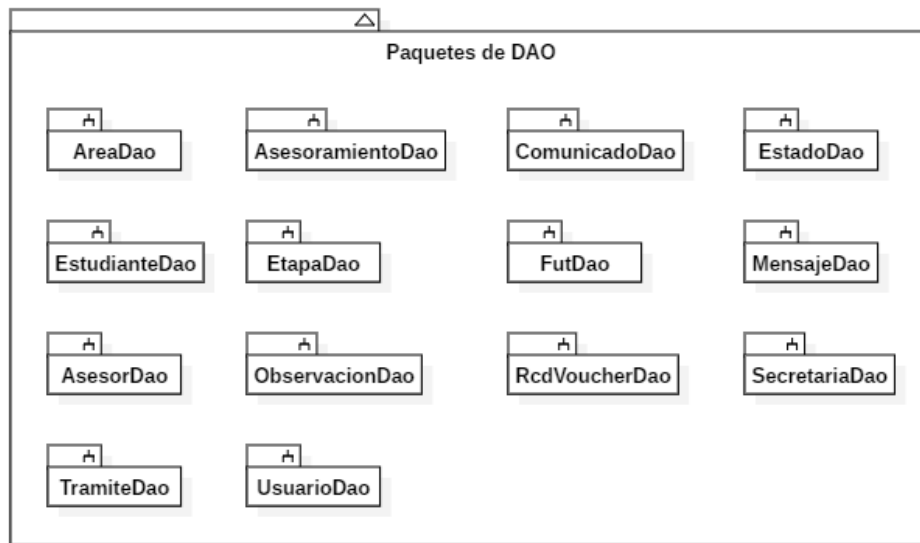 Paquetes de DAO
AreaDao
AsesoramientoDao
ComunicadoDao
EstadoDao
EstudianteDao
EtapaDao
FutDao
MensajeDao
AsesorDao
ObservacionDao
RcdVoucherDao
SecretariaDao
TramiteDao
UsuarioDao